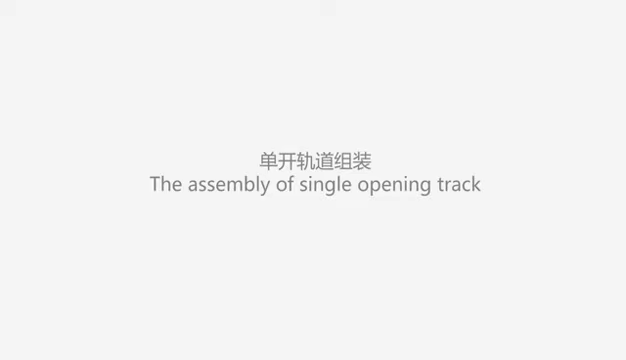 单开轨道组装
The assembly of single opening track